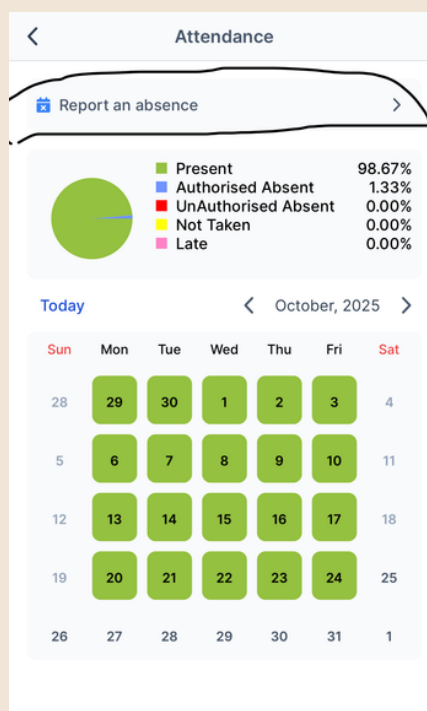 Attendance
Report an absence
Present 98.67%
Authorised Absent 1.33%
UnAuthorised Absent 0.00%
Not Taken 0.00%
Late 0.00%
Today October, 2025
Sun Mon Tue Wed Thu Fri Sat
28 29 30 1 2 3 4
5 6 7 8 9 10 11
12 13 14 15 16 17 18
19 20 21 22 23 24 25
26 27 28 29 30 31 1